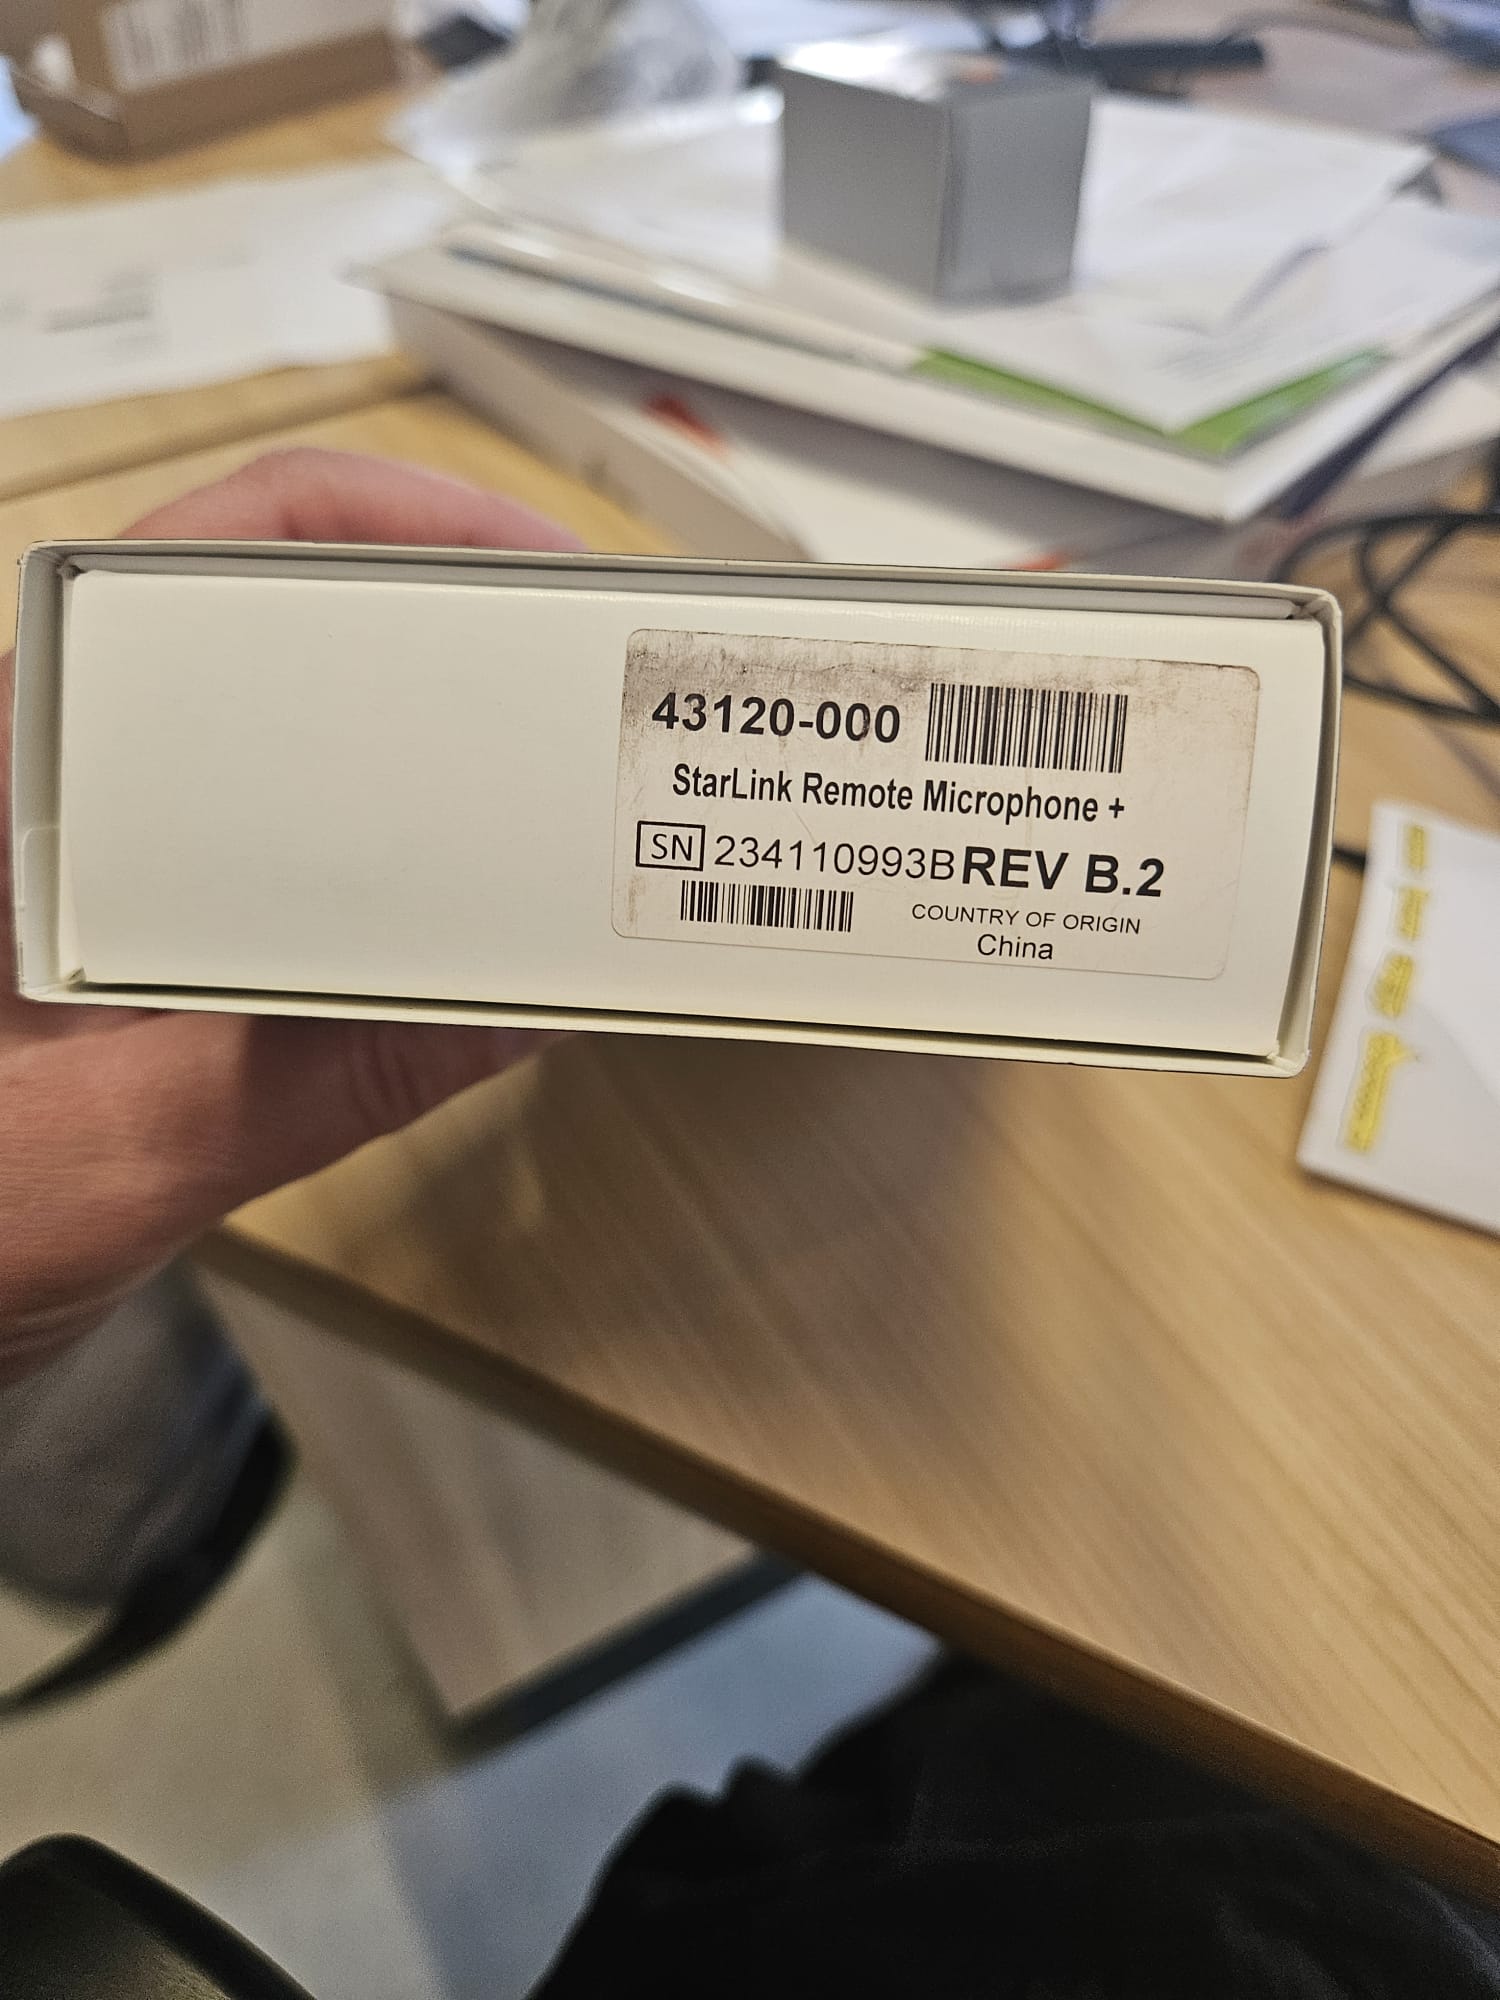 43120-000
StarLink Remote Microphone +
SN 234110993B REV B.2
COUNTRY OF ORIGIN
China